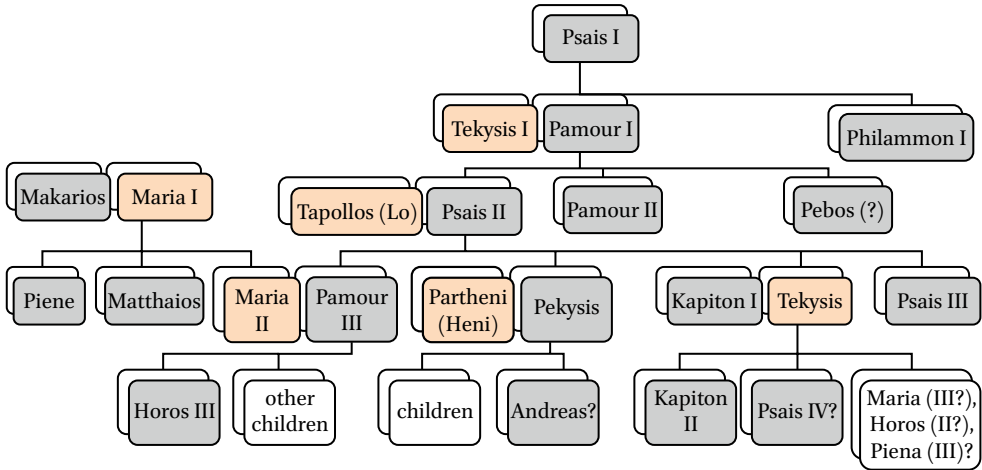 Psais I
Tekysis I
Pamour I
Philammon I
Makarios
Maria I
Tapollos (Lo)
Psais II
Pamour II
Pebos (?)
Piene
Matthaios
Maria
II
Pamour
III
Partheni
(Heni)
Pekysis
Kapiton I
Tekysis
Psais III
Horos III
other
children
children
Andreas?
Kapiton
II
Psais IV?
Maria (III?),
Horos (II?),
Piena (III)?